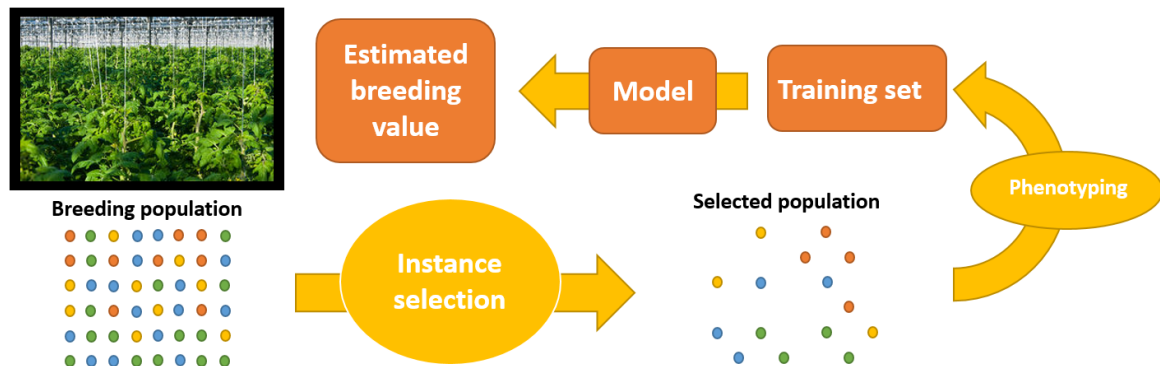 Estimated
breeding
value
Model
Training set
Phenotyping
Breeding population
Selected population
Instance
selection